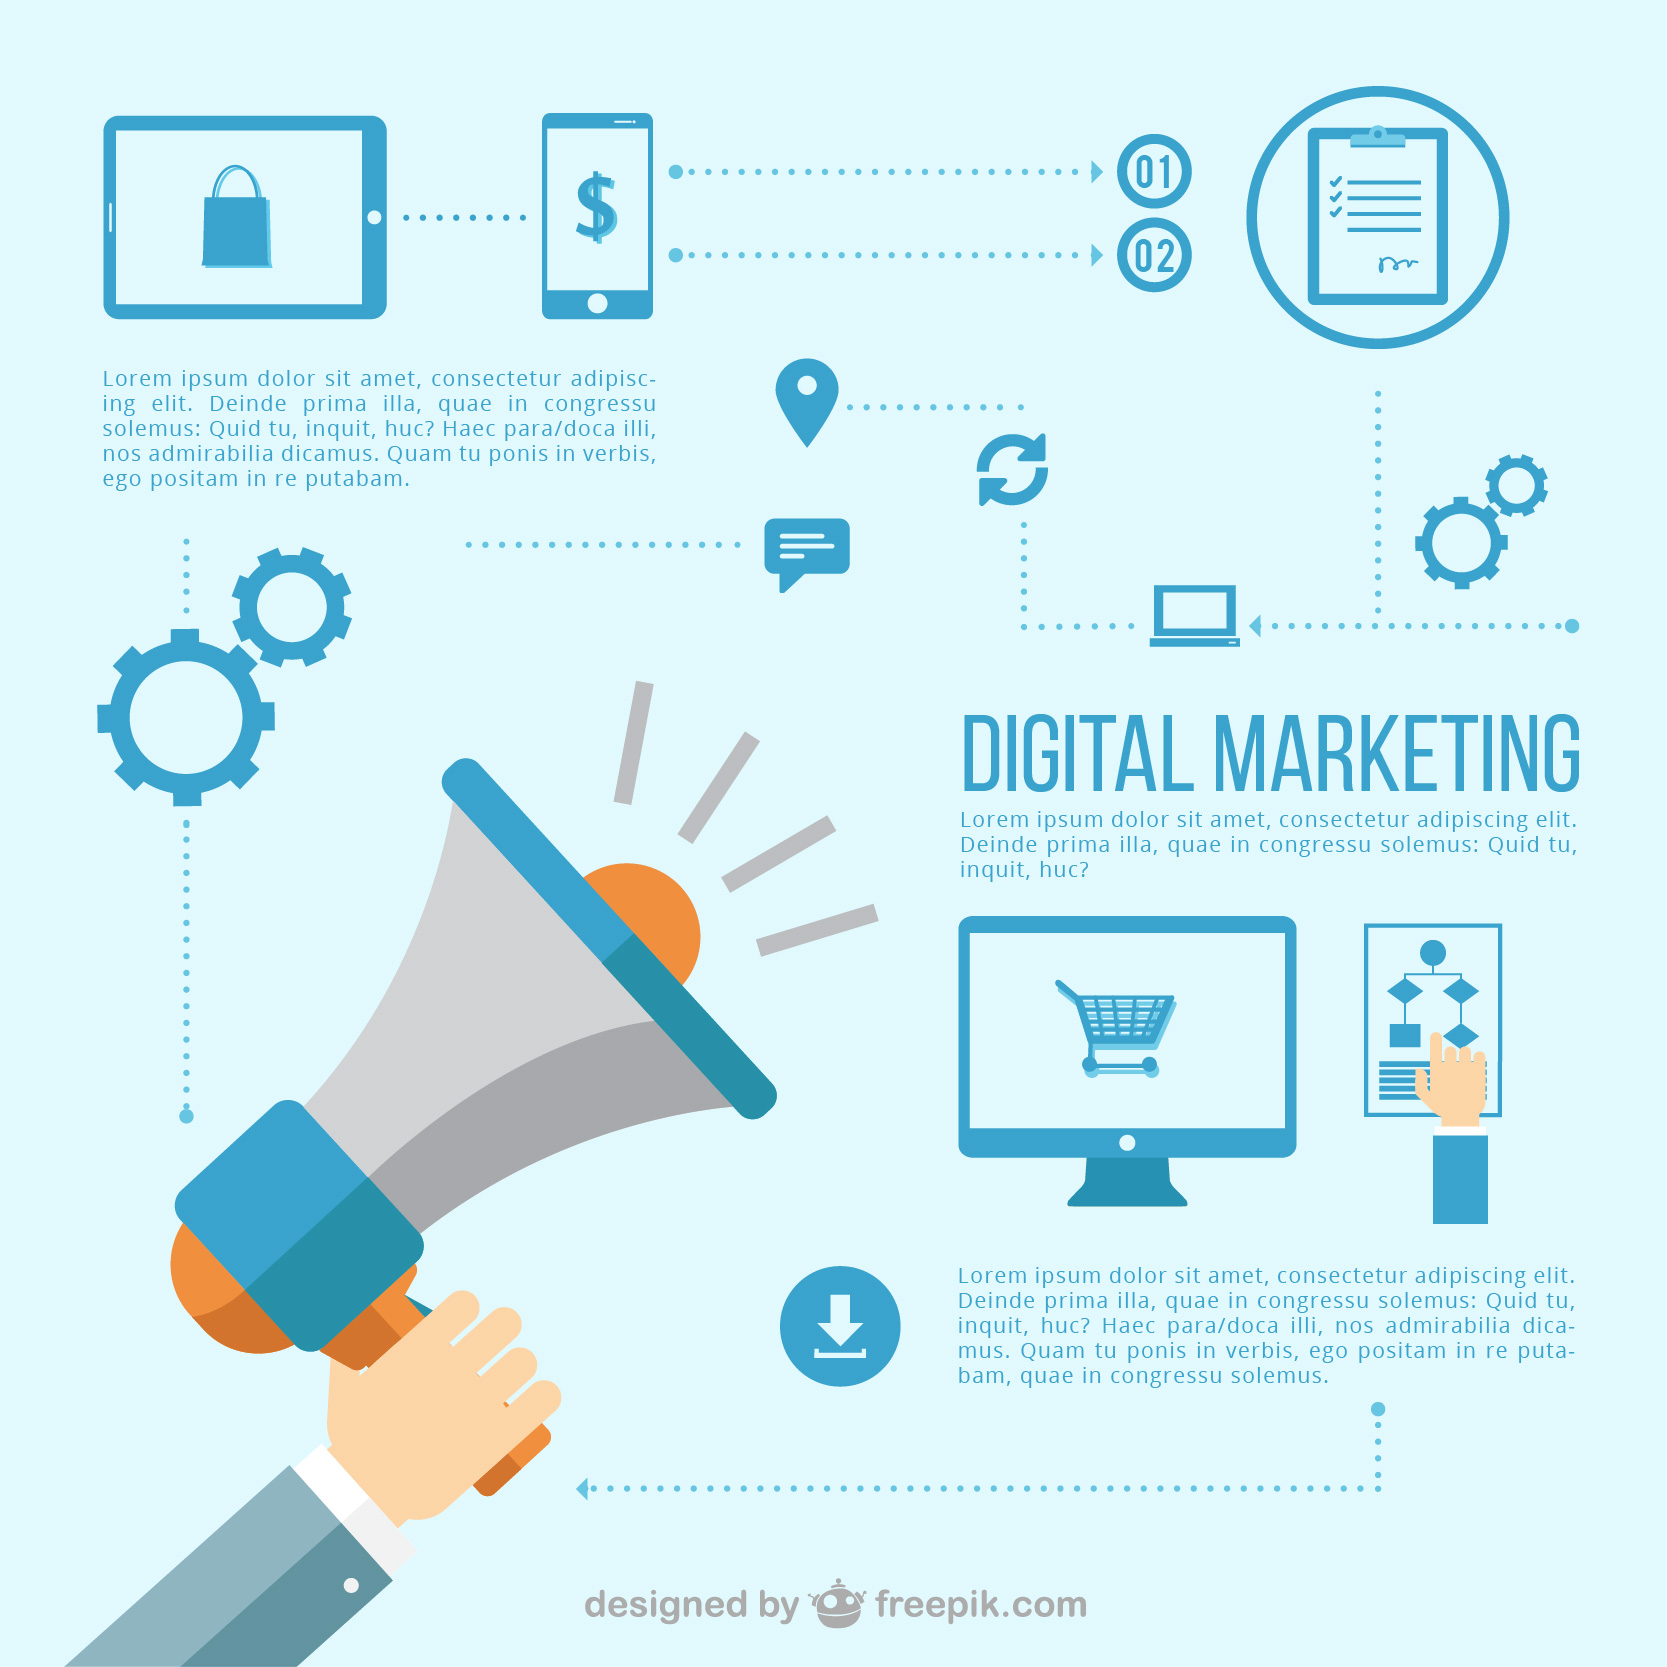 $
01
02
Lorem ipsum dolor sit amet, consectetur adipisc-
ing elit. Deinde prima illa, quae in congressu
solemus: Quid tu, inquit, huc? Haec para/doca illi,
nos admirabilia dicamus. Quam tu ponis in verbis,
ego positam in re putabam.
DIGITAL MARKETING
Lorem ipsum dolor sit amet, consectetur adipiscing elit.
Deinde prima illa, quae in congressu solemus: Quid tu,
inquit, huc?
Lorem ipsum dolor sit amet, consectetur adipiscing elit.
Deinde prima illa, quae in congressu solemus: Quid tu,
inquit, huc? Haec para/doca illi, nos admirabilia dica-
mus. Quam tu ponis in verbis, ego positam in re puta-
bam, quae in congressu solemus.
designed by freepik.com